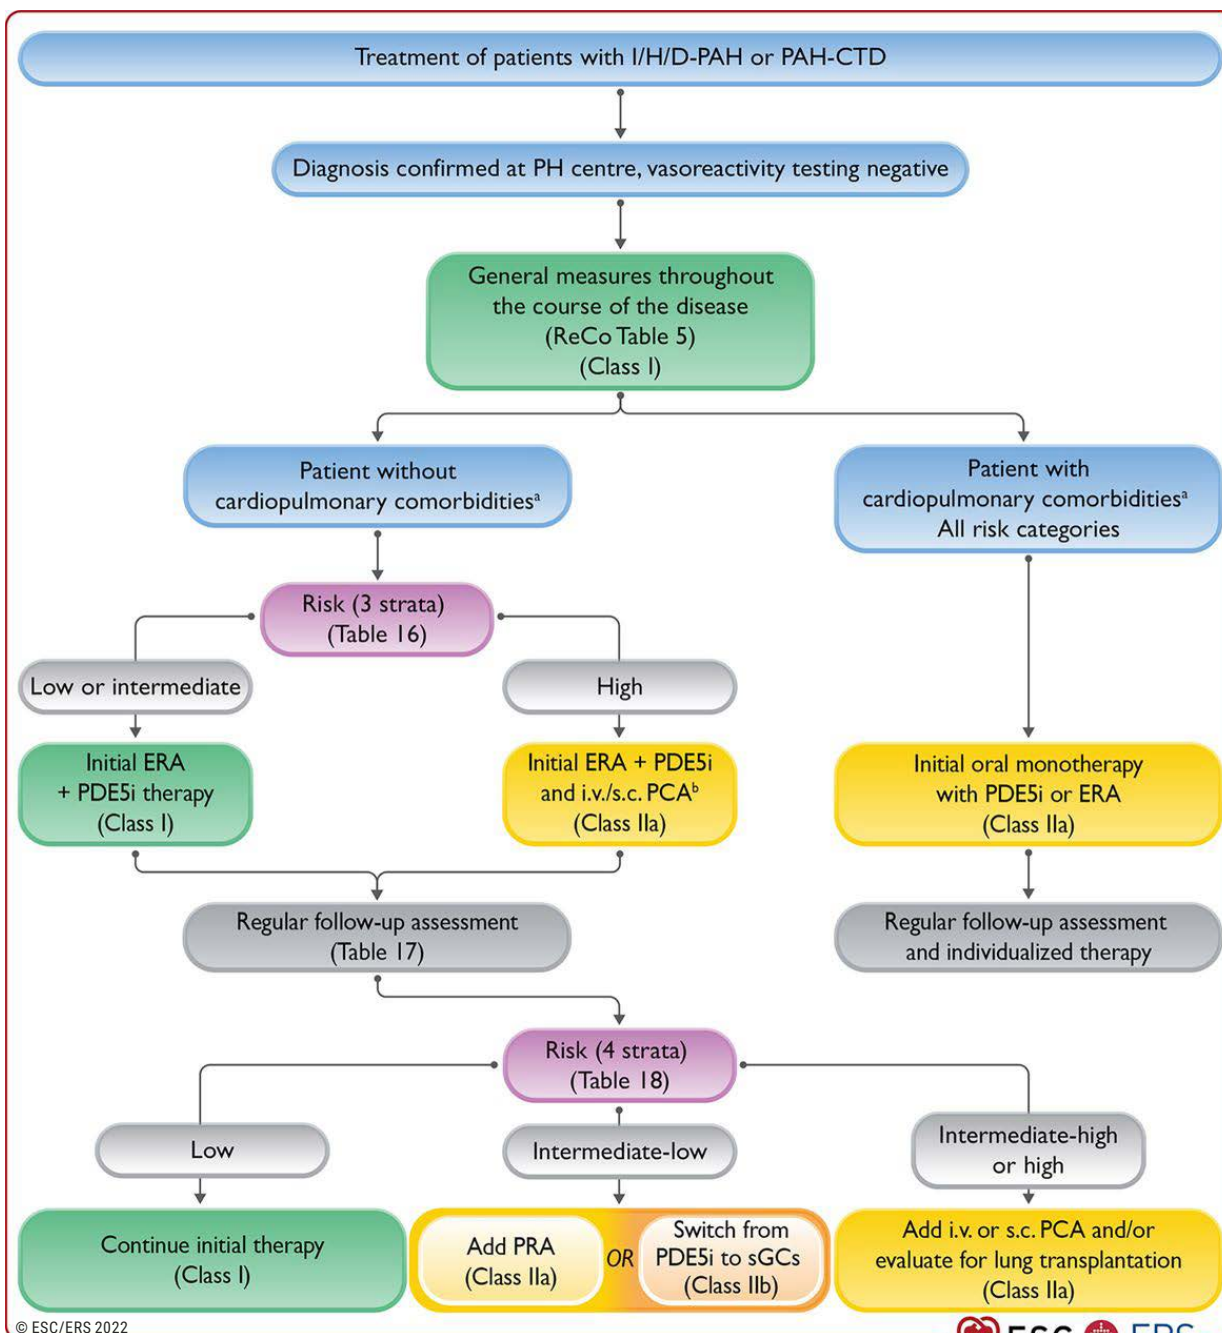 Treatment of patients with I/H/D-PAH or PAH-CTD
Diagnosis confirmed at PH centre, vasoreactivity testing negative
General measures throughout
the course of the disease
(ReCo Table 5)
(Class I)
Patient without
cardiopulmonary comorbiditiesᵃ
Patient with
cardiopulmonary comorbiditiesᵃ
All risk categories
Risk (3 strata)
(Table 16)
Low or intermediate
High
Initial ERA
+ PDE5i therapy
(Class I)
Initial ERA + PDE5i
and i.v./s.c. PCAᵇ
(Class IIa)
Initial oral monotherapy
with PDE5i or ERA
(Class IIa)
Regular follow-up assessment
(Table 17)
Regular follow-up assessment
and individualized therapy
Risk (4 strata)
(Table 18)
Low
Intermediate-low
Intermediate-high
or high
Continue initial therapy
(Class I)
Add PRA
(Class IIa)
OR
Switch from
PDE5i to sGCs
(Class IIb)
Add i.v. or s.c. PCA and/or
evaluate for lung transplantation
(Class IIa)
© ESC/ERS 2022
ESC
ERS